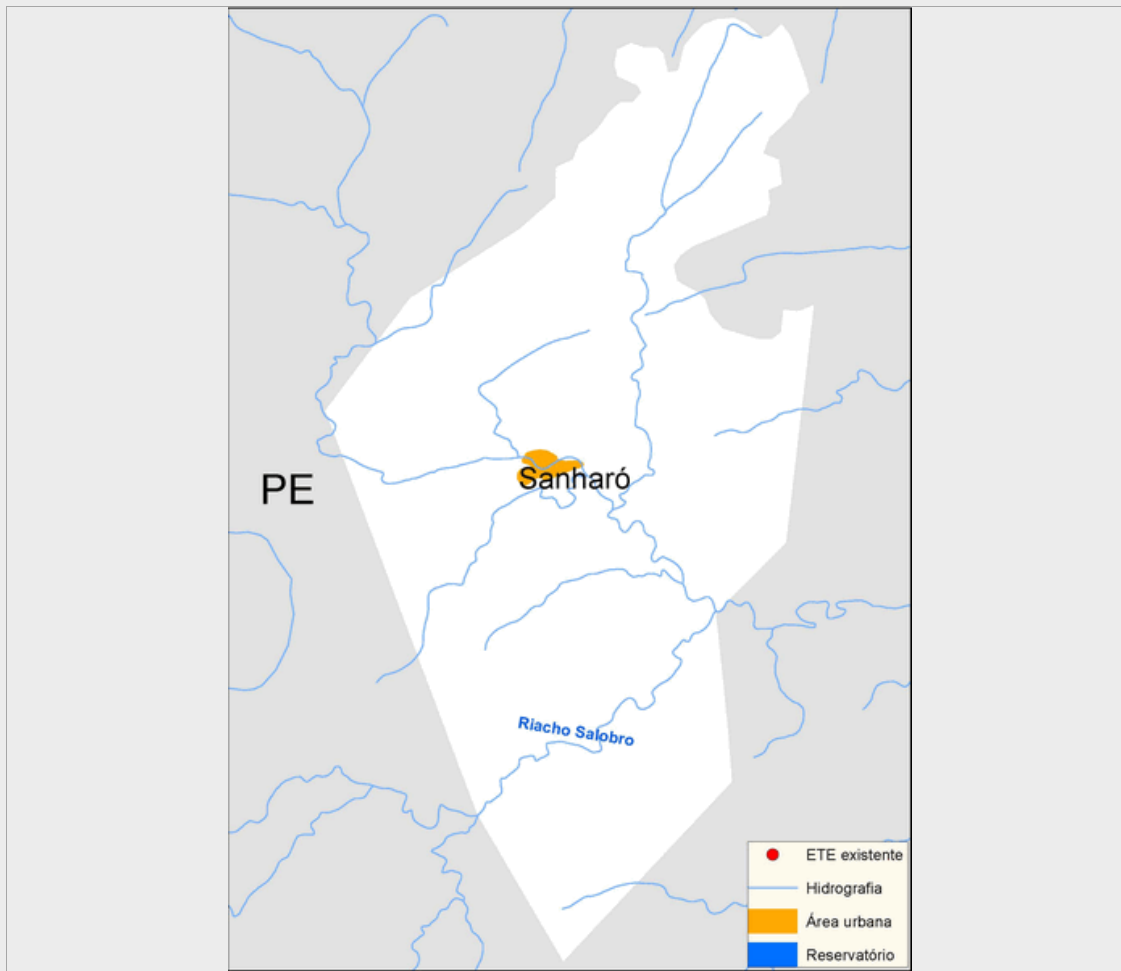 Sanharó
PE
Riacho Salobro
ETE existente
Hidrografia
Área urbana
Reservatório